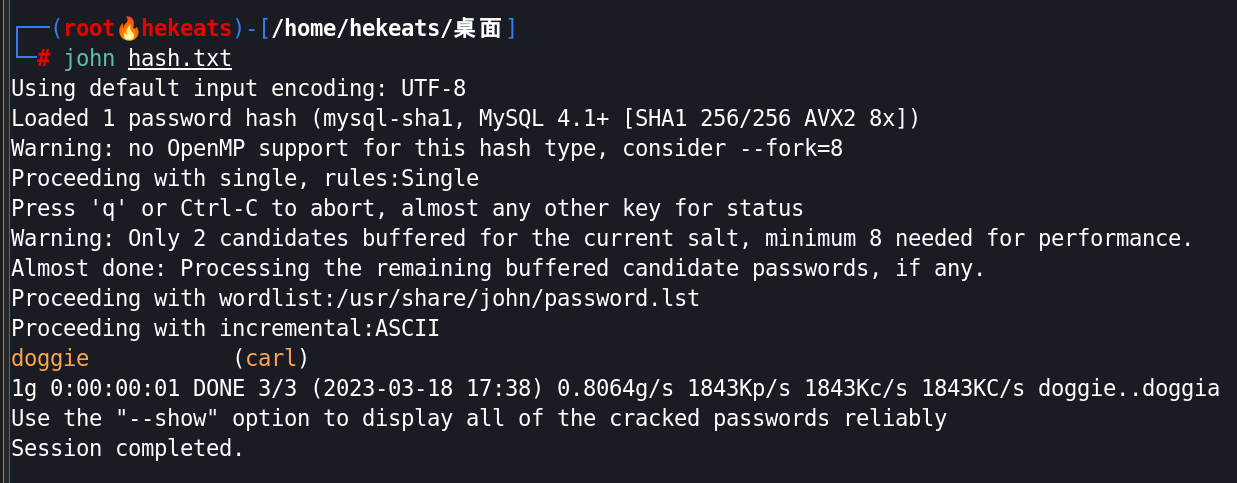 ┌──(root🔥hekeats)-[/home/hekeats/桌面]
└─# john hash.txt
Using default input encoding: UTF-8
Loaded 1 password hash (mysql-sha1, MySQL 4.1+ [SHA1 256/256 AVX2 8x])
Warning: no OpenMP support for this hash type, consider --fork=8
Proceeding with single, rules:Single
Press 'q' or Ctrl-C to abort, almost any other key for status
Warning: Only 2 candidates buffered for the current salt, minimum 8 needed for performance.
Almost done: Processing the remaining buffered candidate passwords, if any.
Proceeding with wordlist:/usr/share/john/password.lst
Proceeding with incremental:ASCII
doggie           (carl)
1g 0:00:00:01 DONE 3/3 (2023-03-18 17:38) 0.8064g/s 1843Kp/s 1843Kc/s 1843KC/s doggie..doggia
Use the "--show" option to display all of the cracked passwords reliably
Session completed.